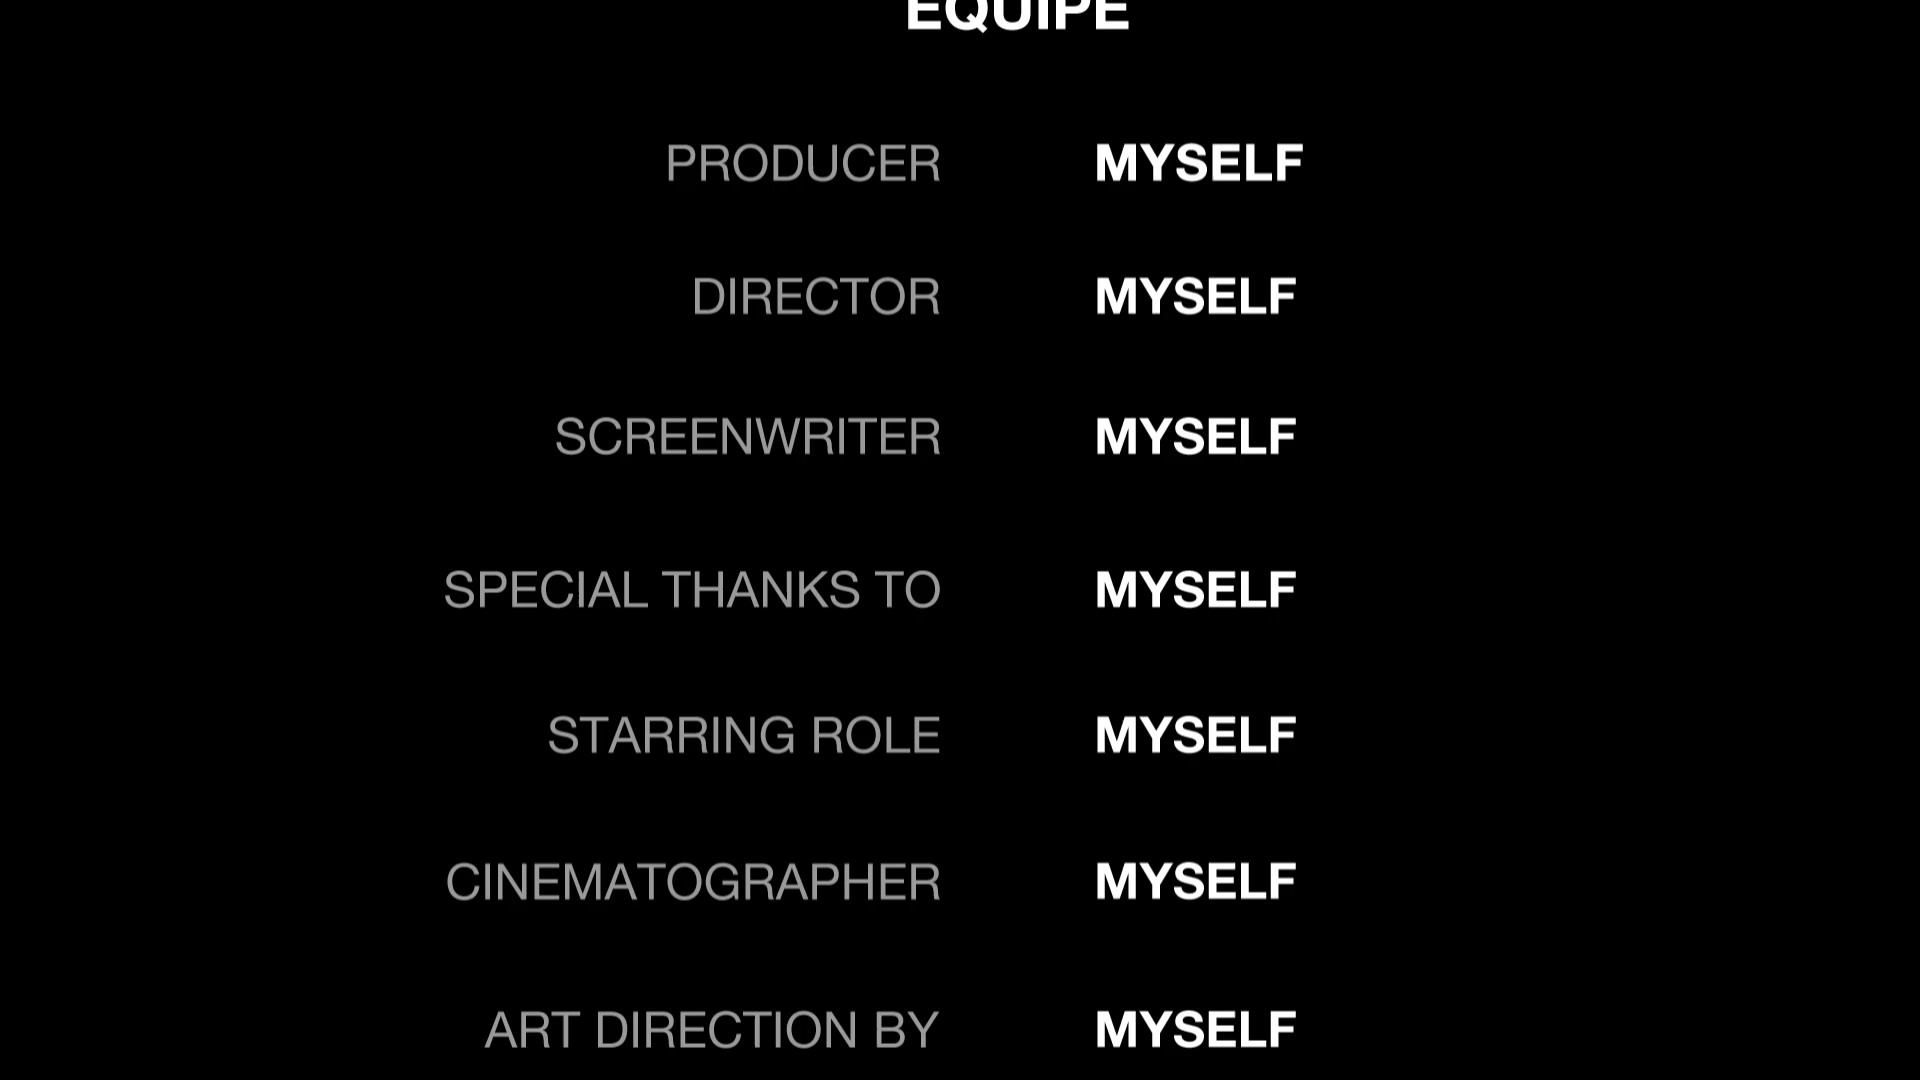 EQUIPE
PRODUCER MYSELF
DIRECTOR MYSELF
SCREENWRITER MYSELF
SPECIAL THANKS TO MYSELF
STARRING ROLE MYSELF
CINEMATOGRAPHER MYSELF
ART DIRECTION BY MYSELF